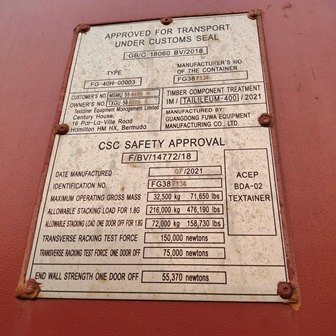 APPROVED FOR TRANSPORT
UNDER CUSTOMS SEAL
GB/C 18060 BV/2018
TYPE
MANUFACTURER'S NO
OF THE CONTAINER
FG-40H-00003
FG387134
CUSTOMER'S NO.
OWNER'S NO.
Textainer Equipment Management Limited
Century House,
16 Par-La-Ville Road
Hamilton HM HX, Bermuda
TIMBER COMPONENT TREATMENT
IM / TAILILEUM-400 / 2021
MANUFACTURED BY:
GUANGDONG FUWA EQUIPMENT
MANUFACTURING CO., LTD.
CSC SAFETY APPROVAL
F/BV/14772/18
DATE MANUFACTURED 07/2021
IDENTIFICATION NO. FG387134
MAXIMUM OPERATING GROSS MASS 32,500 kg 71,650 lbs
ALLOWABLE STACKING LOAD FOR 1.8G 216,000 kg 476,190 lbs
ALLOWABLE STACKING LOAD ONE DOOR OFF FOR 1.8G 72,000 kg 158,730 lbs
TRANSVERSE RACKING TEST FORCE 150,000 newtons
TRANSVERSE RACKING TEST FORCE ONE DOOR OFF 75,000 newtons
END WALL STRENGTH ONE DOOR OFF 55,370 newtons
ACEP
BDA-02
TEXTAINER